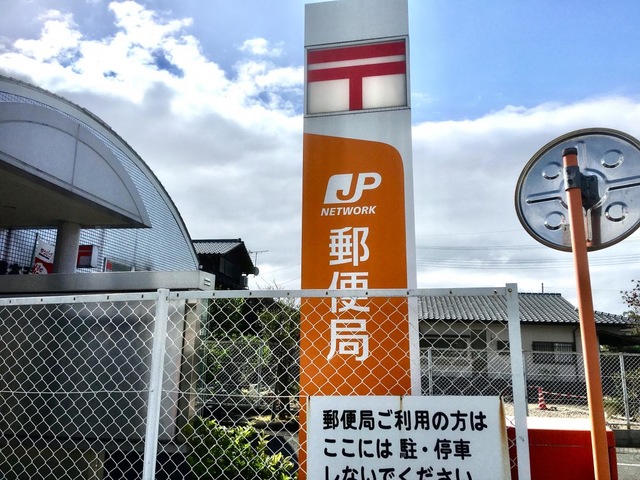 〒
JP
NETWORK
郵便局
郵便局ご利用の方は
ここには 駐・停車
しないでください